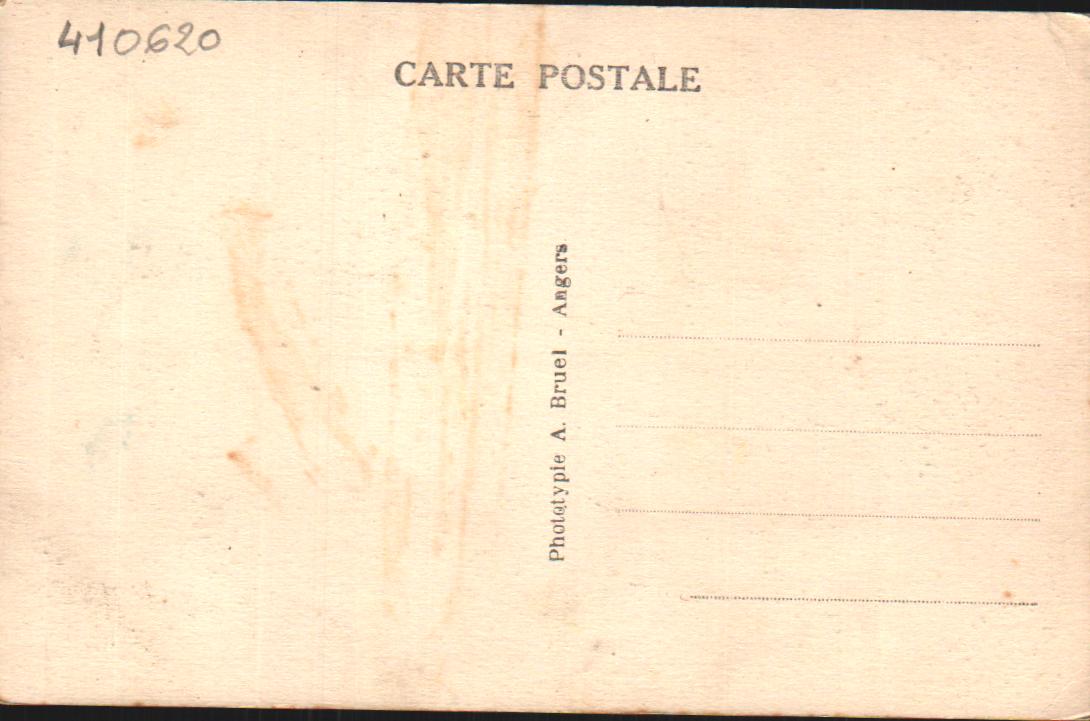 410620
CARTE POSTALE
Phototypie A. Bruel - Angers